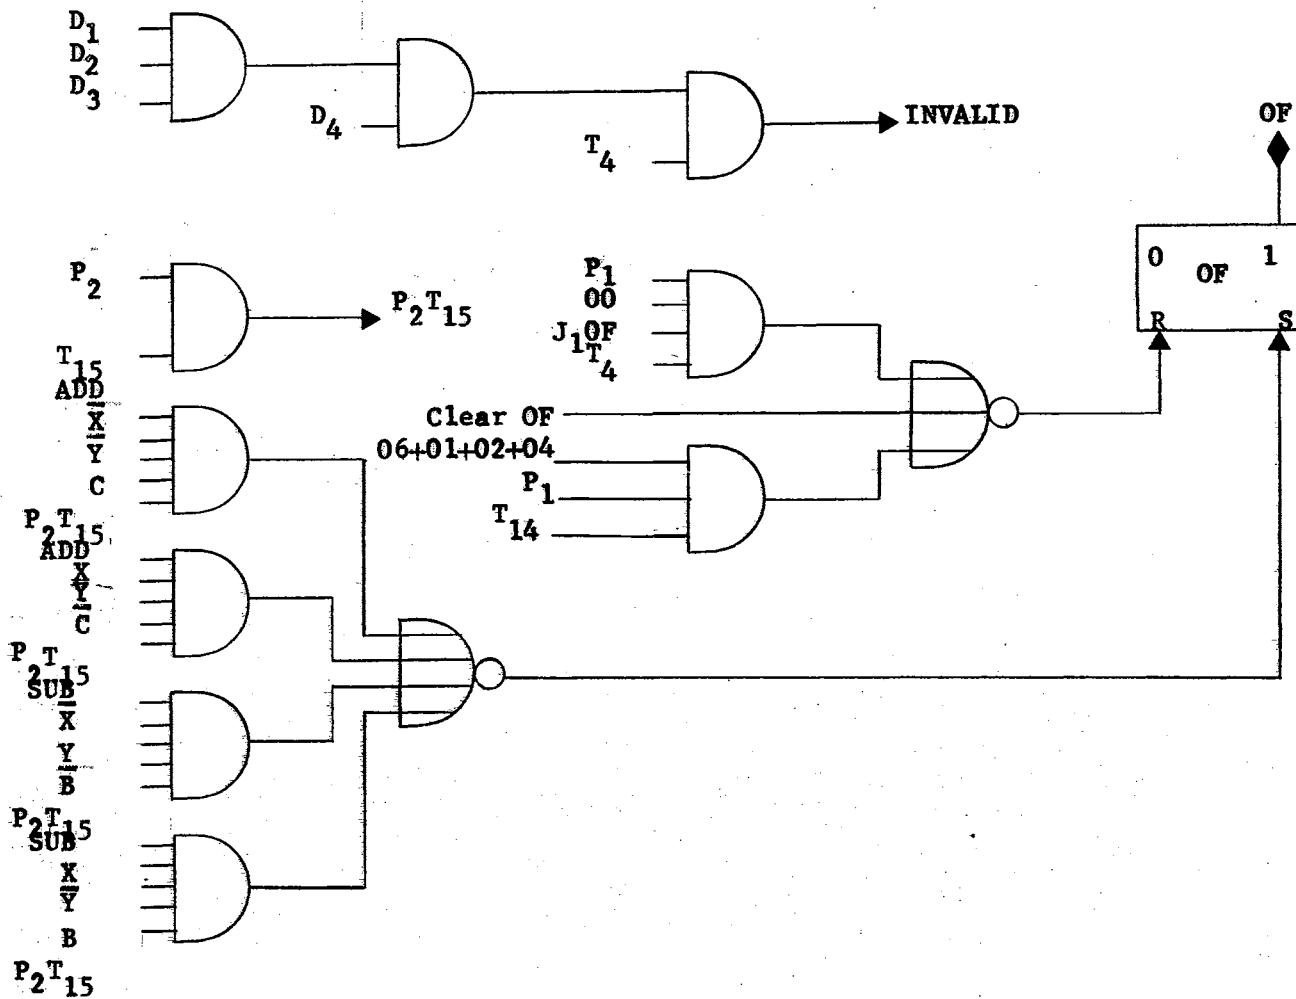 D1
D2
D3
D4
T4
INVALID
OF
P2
T15
P2T15
P1
00
J1OF
T4
0 1
OF
R S
Clear OF
06+01+02+04
P1
T14
ADD
X̅
Y̅
C
P2T15
ADD
X
Y
C̅
P2T15
SUB
X̅
Y
B̅
P2T15
SUB
X
Y̅
B
P2T15